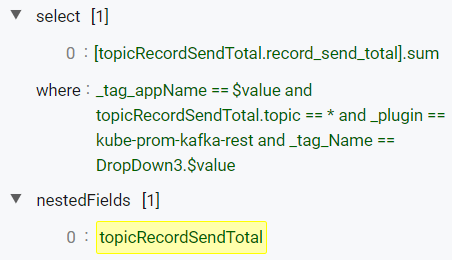 ▼ select [1]
0 : [topicRecordSendTotal.record_send_total].sum
where : _tag_appName == $value and
topicRecordSendTotal.topic == * and _plugin ==
kube-prom-kafka-rest and _tag_Name ==
DropDown3.$value
▼ nestedFields [1]
0 : topicRecordSendTotal